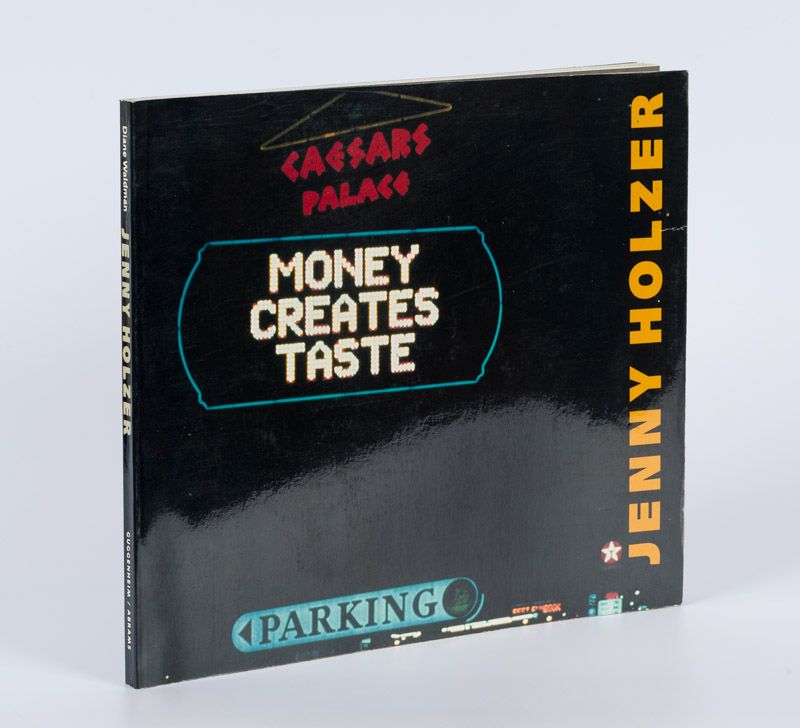 Diane Waldman JENNY HOLZER GUGGENHEIM / ABRAMS
CAESARS
PALACE
MONEY
CREATES
TASTE
JENNY HOLZER
PARKING